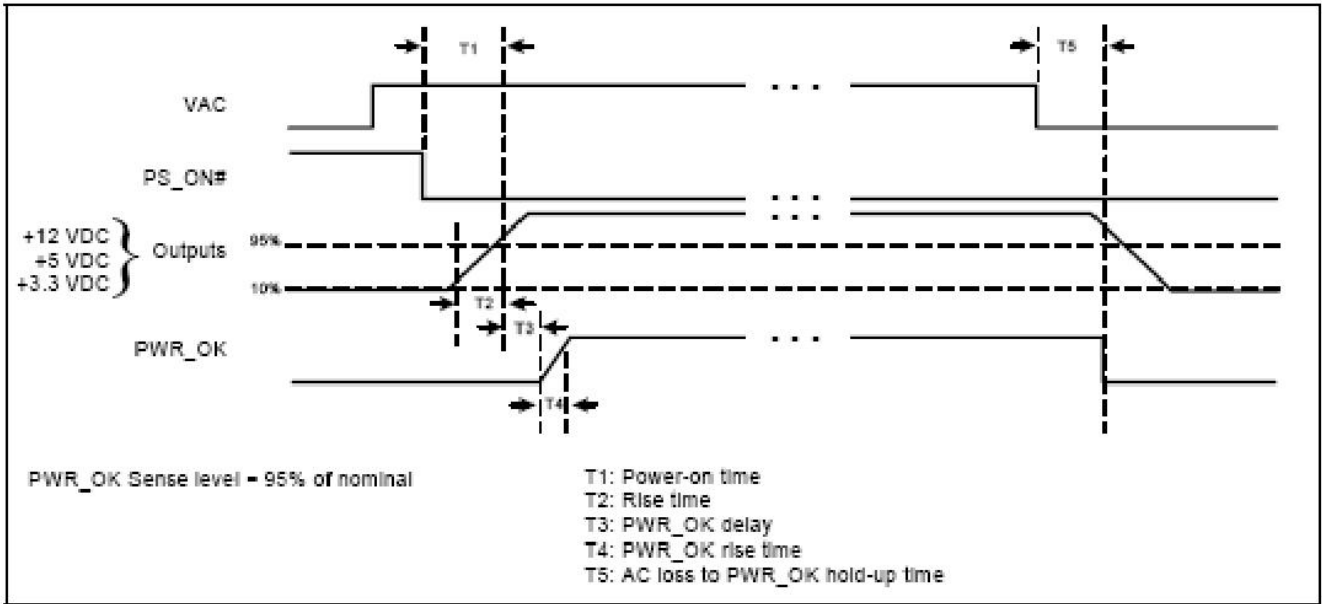 T1
T5
VAC
. . .
PS_ON#
. . .
+12 VDC
+5 VDC
+3.3 VDC
Outputs
. . .
95%
10%
T2
T3
PWR_OK
. . .
T4
PWR_OK Sense level = 95% of nominal
T1: Power-on time
T2: Rise time
T3: PWR_OK delay
T4: PWR_OK rise time
T5: AC loss to PWR_OK hold-up time